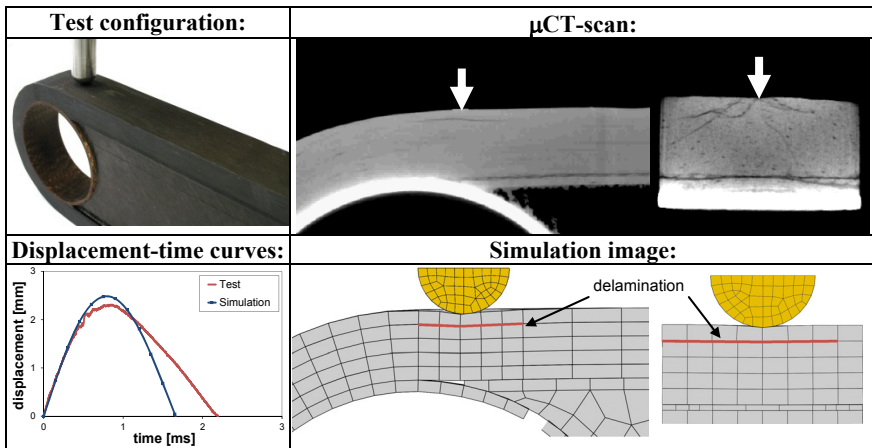 Test configuration:
μCT-scan:
Displacement-time curves:
Simulation image:
3
2
1
0
0
1
2
3
displacement [mm]
time [ms]
Test
Simulation
delamination